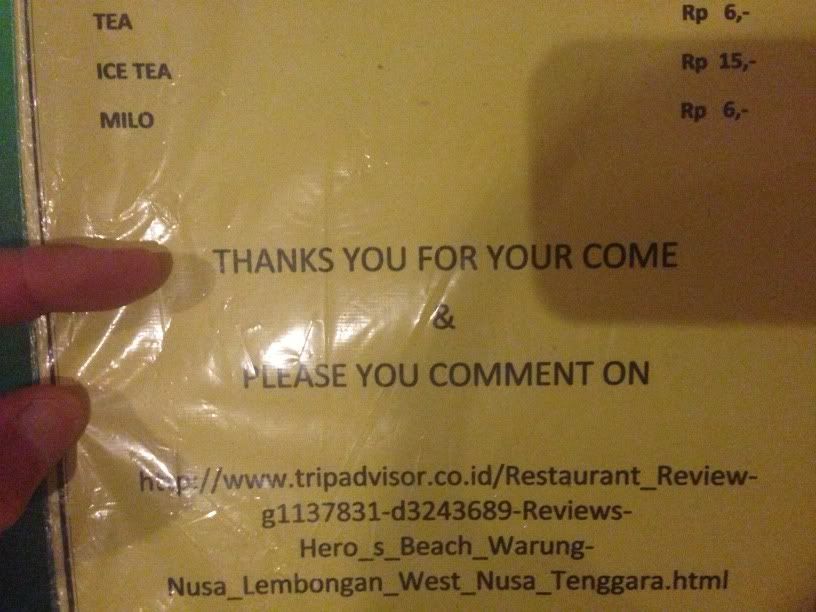 TEA Rp 6,-
ICE TEA Rp 15,-
MILO Rp 6,-
THANKS YOU FOR YOUR COME
&
PLEASE YOU COMMENT ON
http://www.tripadvisor.co.id/Restaurant_Review-
g1137831-d3243689-Reviews-
Hero_s_Beach_Warung-
Nusa_Lembongan_West_Nusa_Tenggara.html